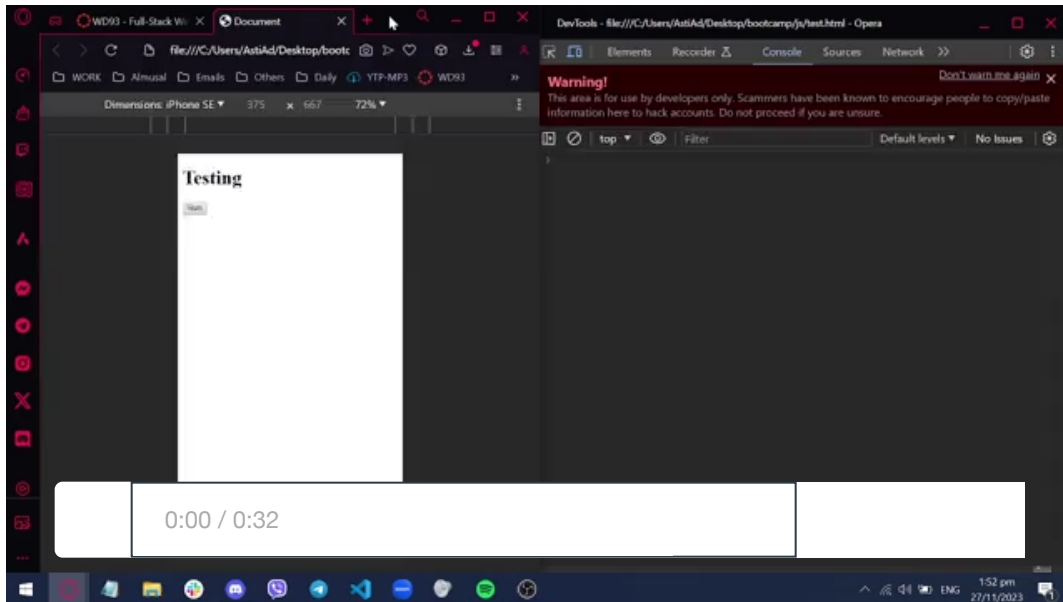 WD93 - Full-Stack W
Document
DevTools - file:///C:/Users/AstiAd/Desktop/bootcamp/js/test.html - Opera
file:///C:/Users/AstiAd/Desktop/bootc
Elements
Recorder
Console
Sources
Network
WORK
Almusal
Emails
Others
Daily
YTP-MP3
WD93
Warning!
Don't warn me again
This area is for use by developers only. Scammers have been known to encourage people to copy/paste
information here to hack accounts. Do not proceed if you are unsure.
Dimensions: iPhone SE
375
x
667
72%
top
Filter
Default levels
No Issues
Testing
0:00 / 0:32
ENG
1:52 pm
27/11/2023